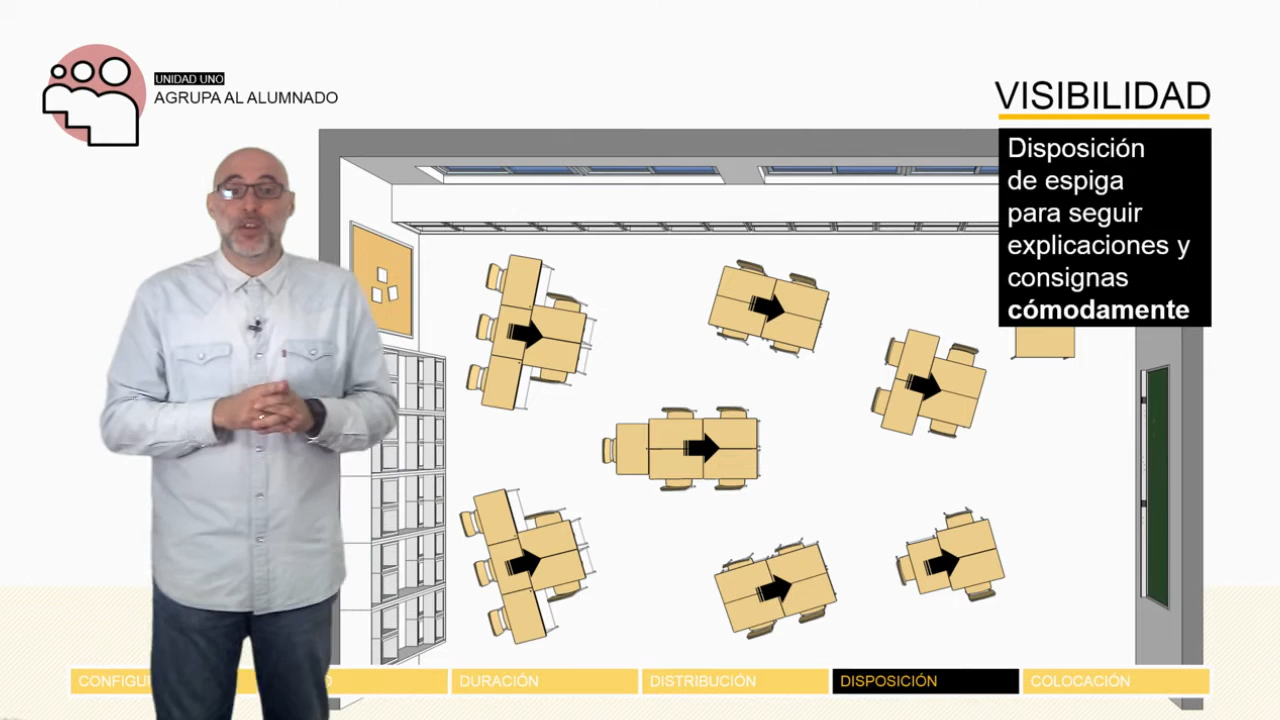 UNIDAD UNO
AGRUPA AL ALUMNADO
VISIBILIDAD
Disposición
de espiga
para seguir
explicaciones y
consignas
cómodamente
DURACIÓN
DISTRIBUCIÓN
DISPOSICIÓN
COLOCACIÓN